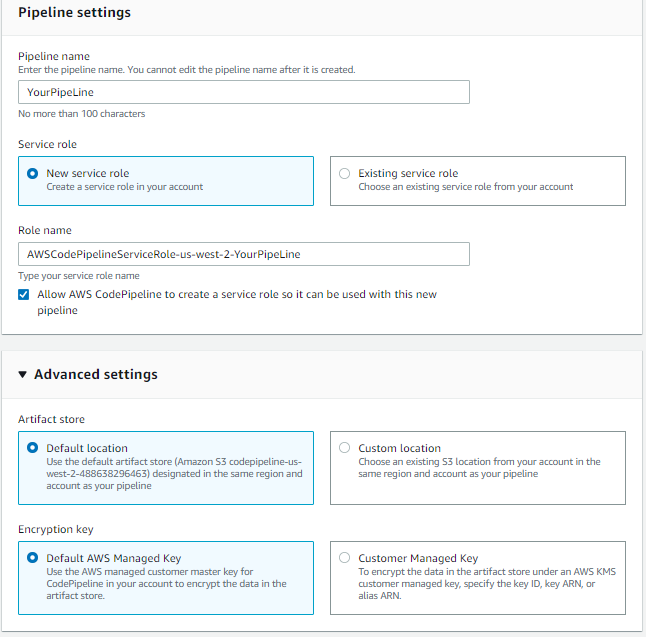 Pipeline settings
Pipeline name
Enter the pipeline name. You cannot edit the pipeline name after it is created.
YourPipeLine
No more than 100 characters
Service role
New service role
Create a service role in your account
Existing service role
Choose an existing service role from your account
Role name
AWSCodePipelineServiceRole-us-west-2-YourPipeLine
Type your service role name
Allow AWS CodePipeline to create a service role so it can be used with this new
pipeline
Advanced settings
Artifact store
Default location
Use the default artifact store (Amazon S3 codepipeline-us-
west-2-488638296463) designated in the same region and
account as your pipeline
Custom location
Choose an existing S3 location from your account in the
same region and account as your pipeline
Encryption key
Default AWS Managed Key
Use the AWS managed customer master key for
CodePipeline in your account to encrypt the data in the
artifact store.
Customer Managed Key
To encrypt the data in the artifact store under an AWS KMS
customer managed key, specify the key ID, key ARN, or
alias ARN.